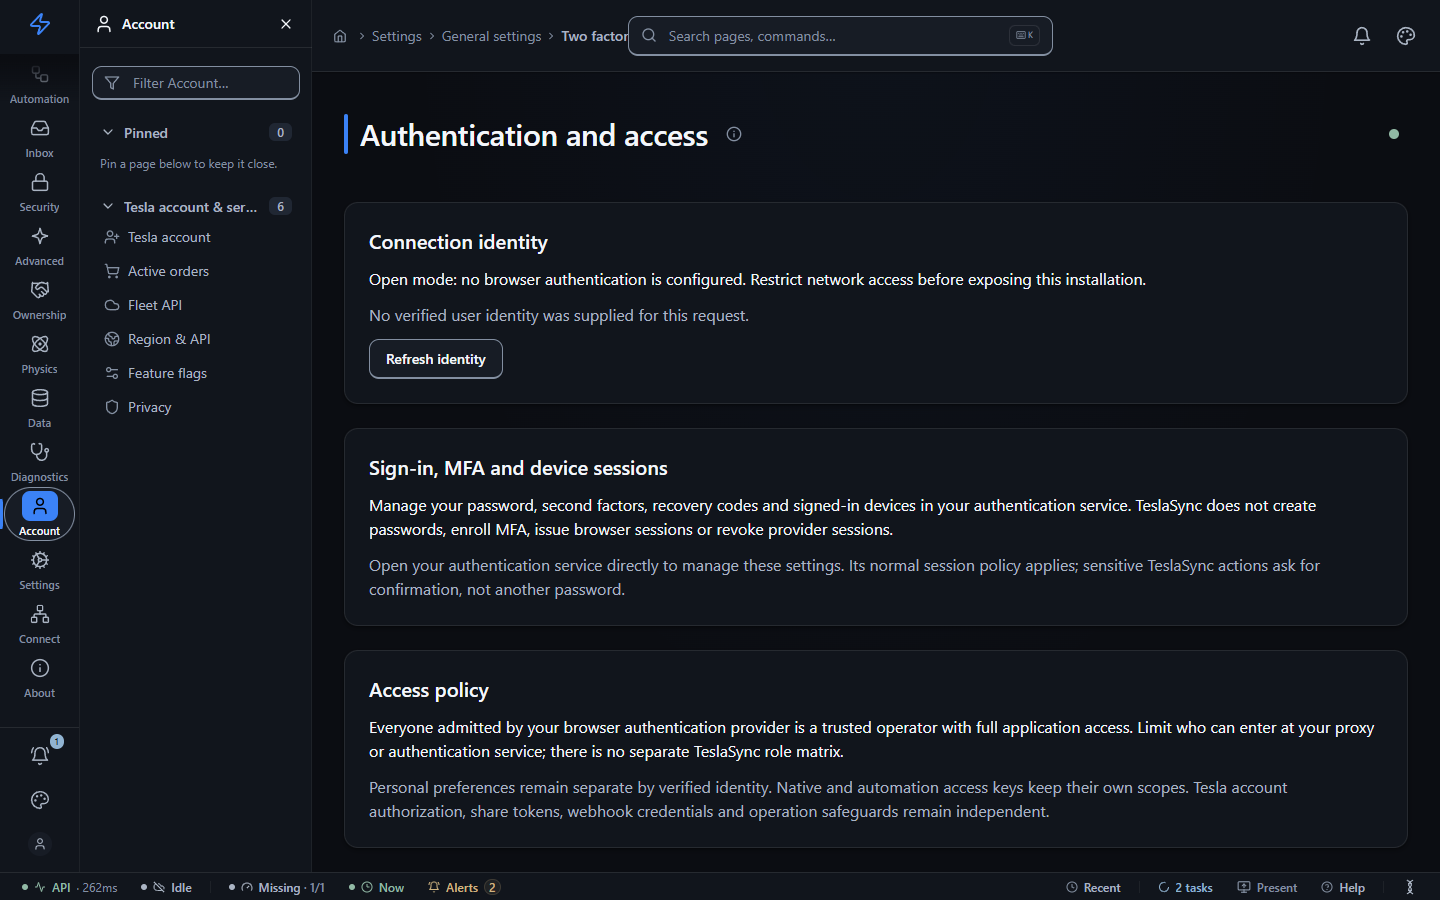 Account
Filter Account...
Pinned
0
Pin a page below to keep it close.
Tesla account & ser...
6
Tesla account
Active orders
Fleet API
Region & API
Feature flags
Privacy
Automation
Inbox
Security
Advanced
Ownership
Physics
Data
Diagnostics
Account
Settings
Connect
About
1
Settings
General settings
Two factor
Search pages, commands...
K
Authentication and access
Connection identity
Open mode: no browser authentication is configured. Restrict network access before exposing this installation.
No verified user identity was supplied for this request.
Refresh identity
Sign-in, MFA and device sessions
Manage your password, second factors, recovery codes and signed-in devices in your authentication service. TeslaSync does not create
passwords, enroll MFA, issue browser sessions or revoke provider sessions.
Open your authentication service directly to manage these settings. Its normal session policy applies; sensitive TeslaSync actions ask for
confirmation, not another password.
Access policy
Everyone admitted by your browser authentication provider is a trusted operator with full application access. Limit who can enter at your proxy
or authentication service; there is no separate TeslaSync role matrix.
Personal preferences remain separate by verified identity. Native and automation access keys keep their own scopes. Tesla account
authorization, share tokens, webhook credentials and operation safeguards remain independent.
API · 262ms
Idle
Missing · 1/1
Now
Alerts 2
Recent
2 tasks
Present
Help